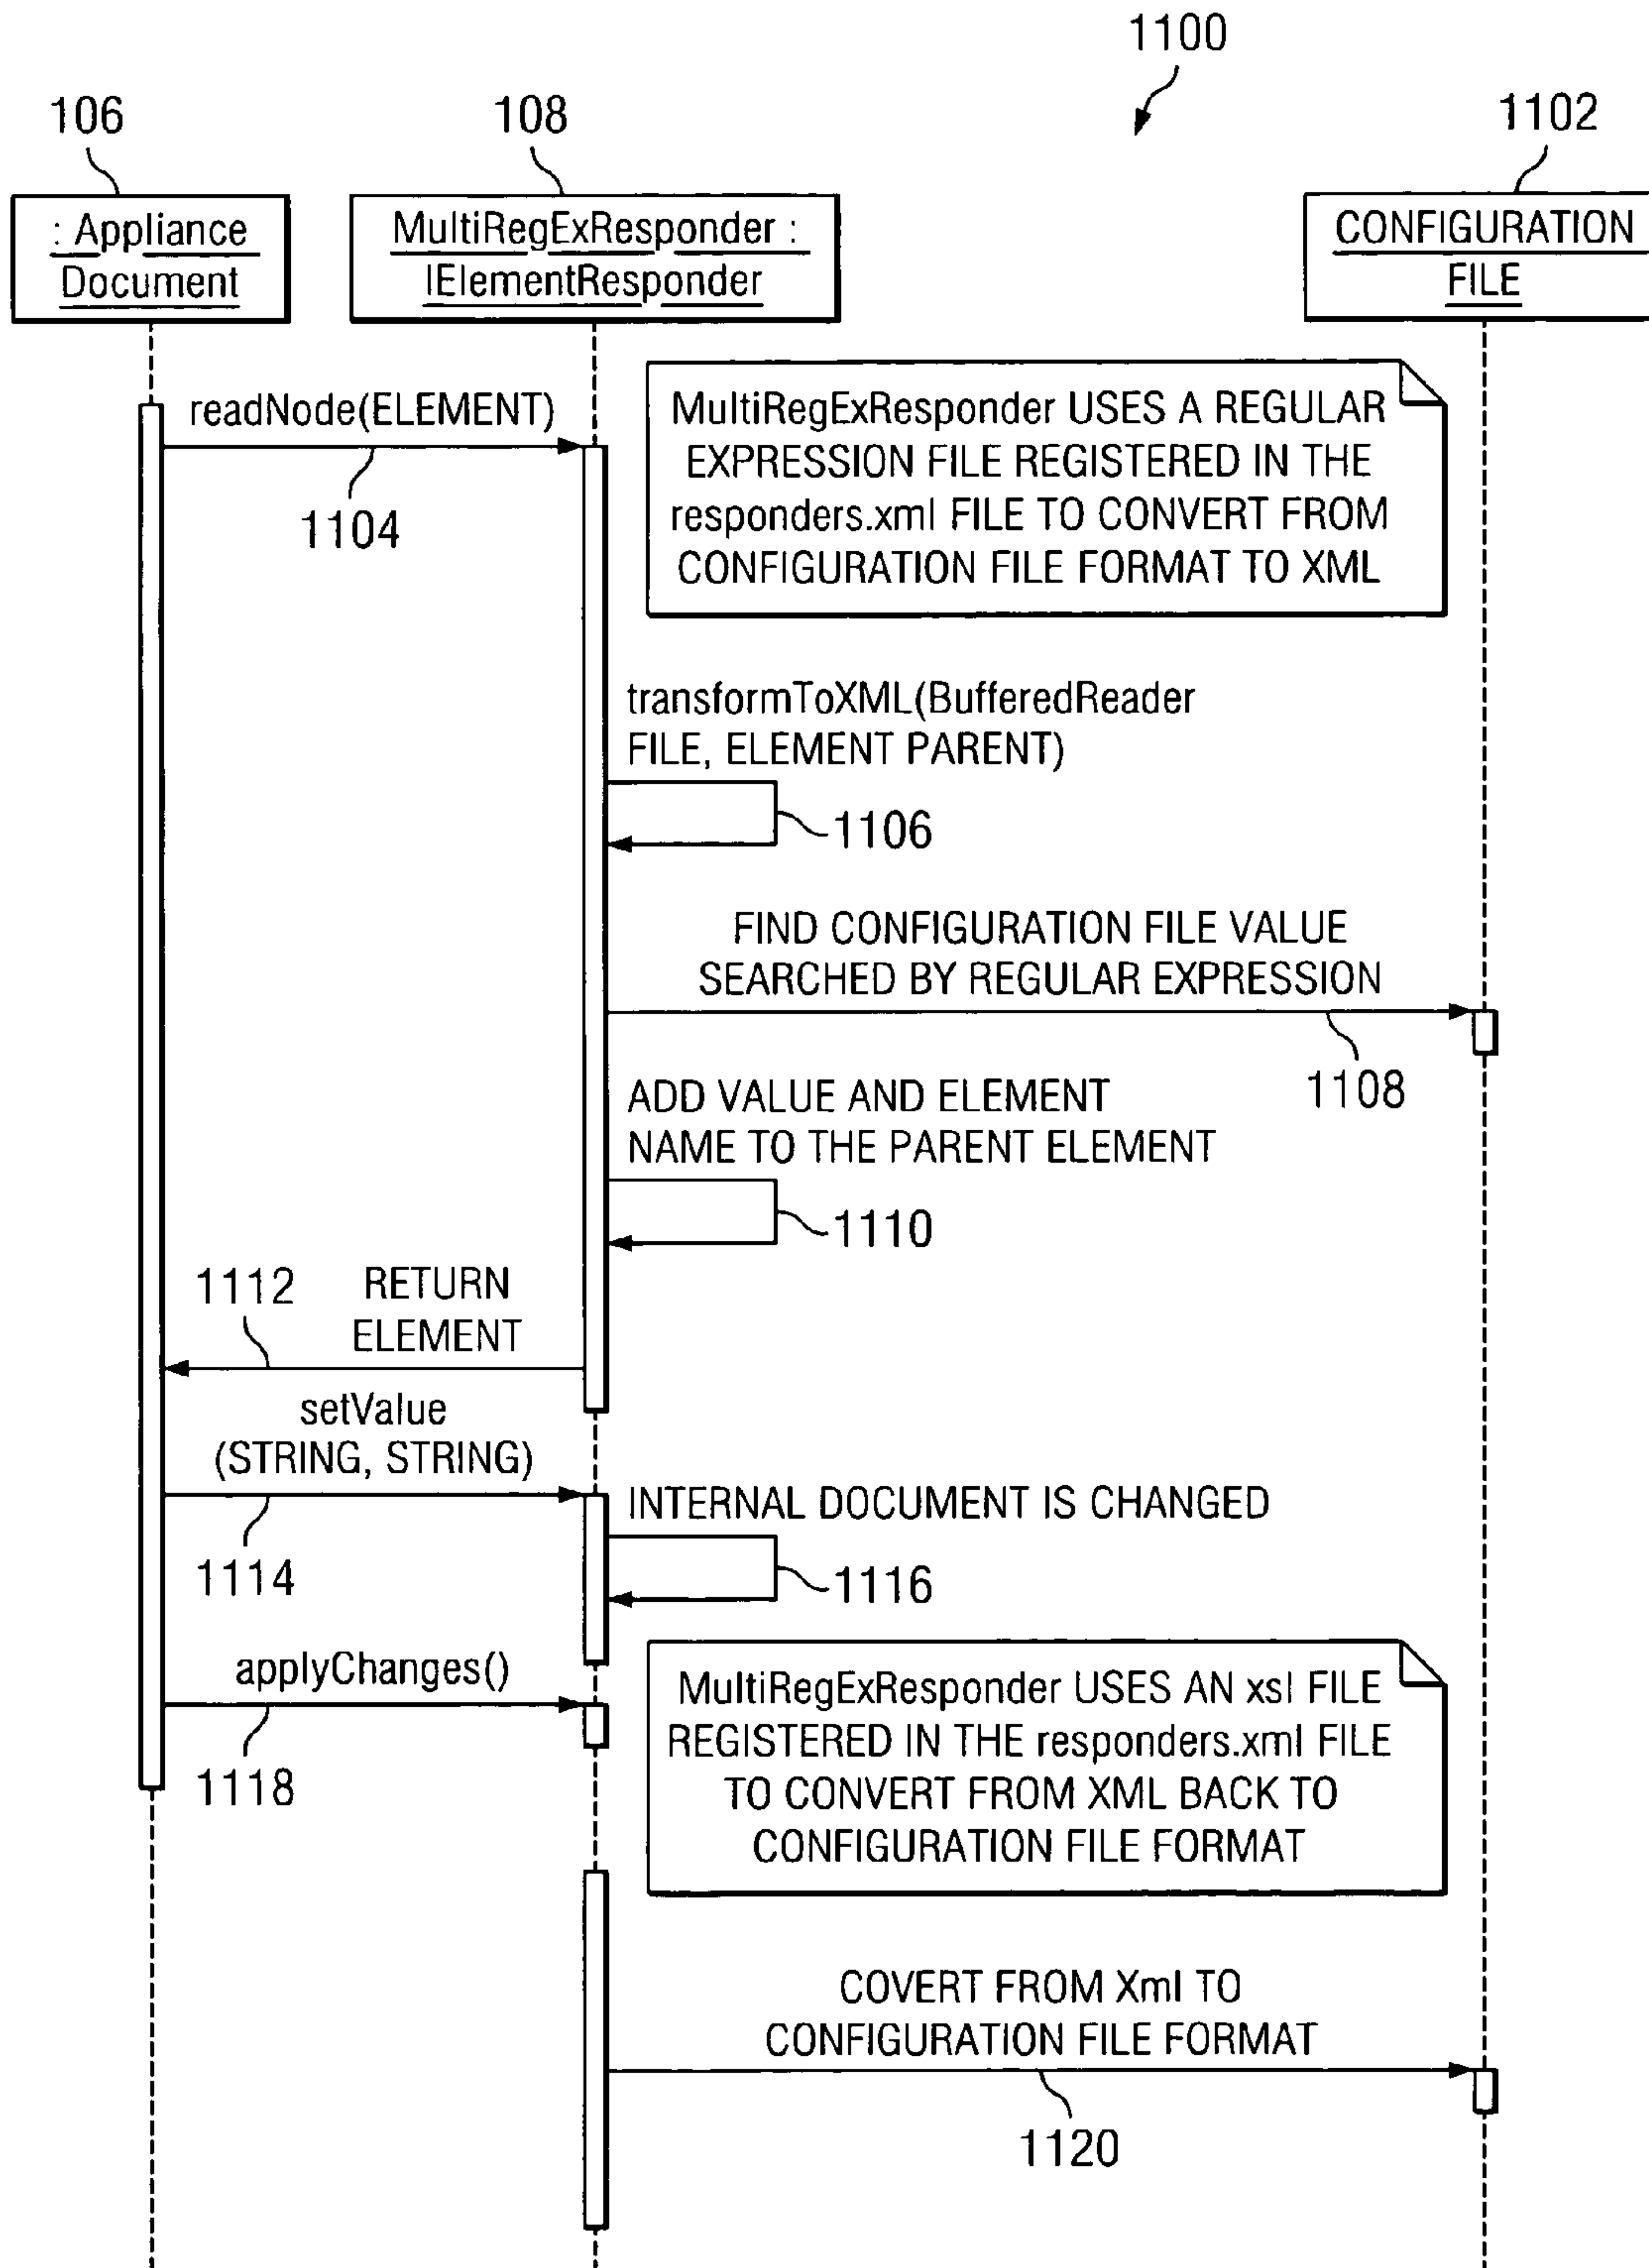 1100
106
108
1102
: Appliance
Document
MultiRegExResponder :
IElementResponder
CONFIGURATION
FILE
readNode(ELEMENT)
1104
MultiRegExResponder USES A REGULAR
EXPRESSION FILE REGISTERED IN THE
responders.xml FILE TO CONVERT FROM
CONFIGURATION FILE FORMAT TO XML
transformToXML(BufferedReader
FILE, ELEMENT PARENT)
1106
FIND CONFIGURATION FILE VALUE
SEARCHED BY REGULAR EXPRESSION
1108
ADD VALUE AND ELEMENT
NAME TO THE PARENT ELEMENT
1110
1112
RETURN
ELEMENT
setValue
(STRING, STRING)
1114
INTERNAL DOCUMENT IS CHANGED
1116
applyChanges()
1118
MultiRegExResponder USES AN xsl FILE
REGISTERED IN THE responders.xml FILE
TO CONVERT FROM XML BACK TO
CONFIGURATION FILE FORMAT
COVERT FROM Xml TO
CONFIGURATION FILE FORMAT
1120